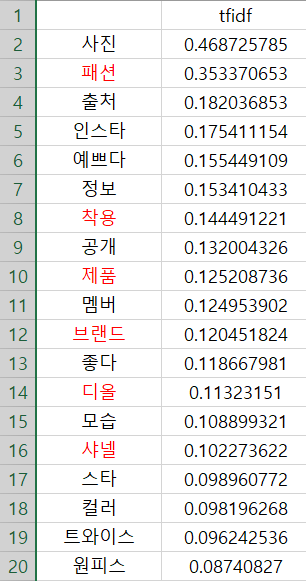 1 tfidf
2 사진 0.468725785
3 패션 0.353370653
4 출처 0.182036853
5 인스타 0.175411154
6 예쁘다 0.155449109
7 정보 0.153410433
8 착용 0.144491221
9 공개 0.132004326
10 제품 0.125208736
11 멤버 0.124953902
12 브랜드 0.120451824
13 좋다 0.118667981
14 디올 0.11323151
15 모습 0.108899321
16 샤넬 0.102273622
17 스타 0.098960772
18 컬러 0.098196268
19 트와이스 0.096242536
20 원피스 0.08740827